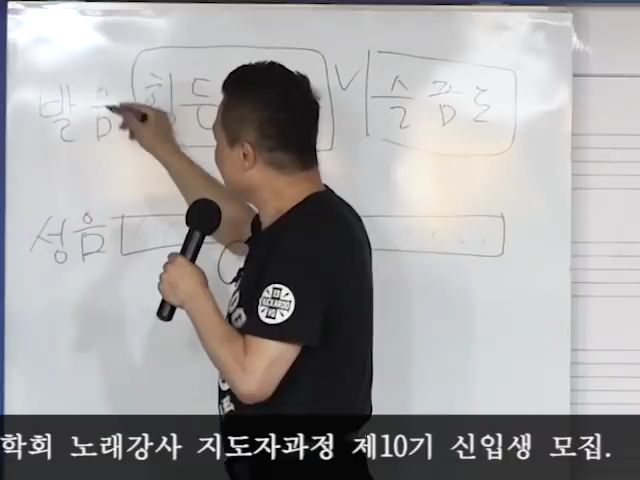 발음 힘든 V 슬픔도
성음
학회 노래강사 지도자과정 제10기 신입생 모집.